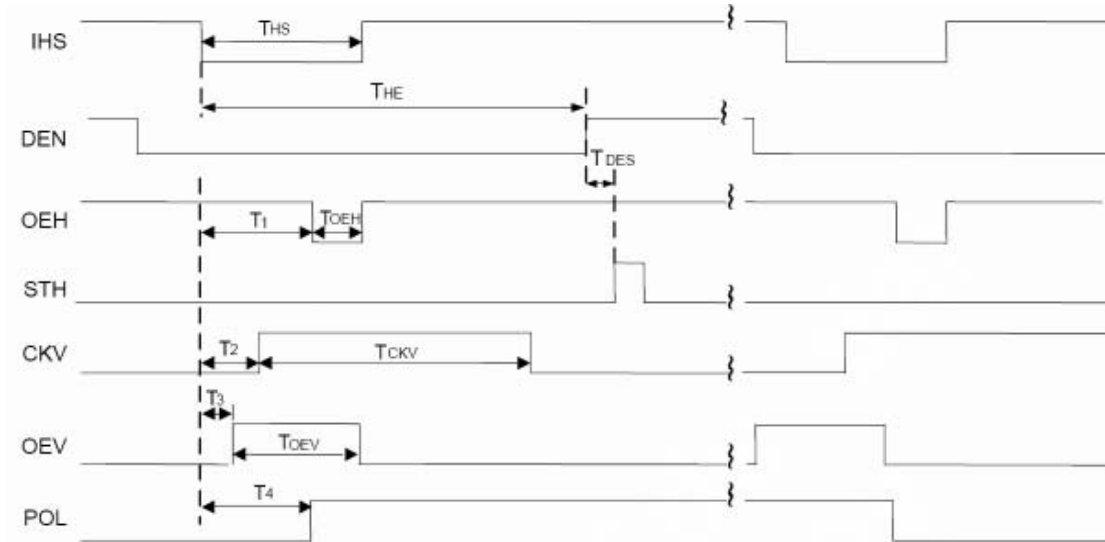 IHS
THS
THE
DEN
TDES
OEH
T1
TOEH
STH
CKV
T2
TCKV
T3
OEV
TOEV
T4
POL